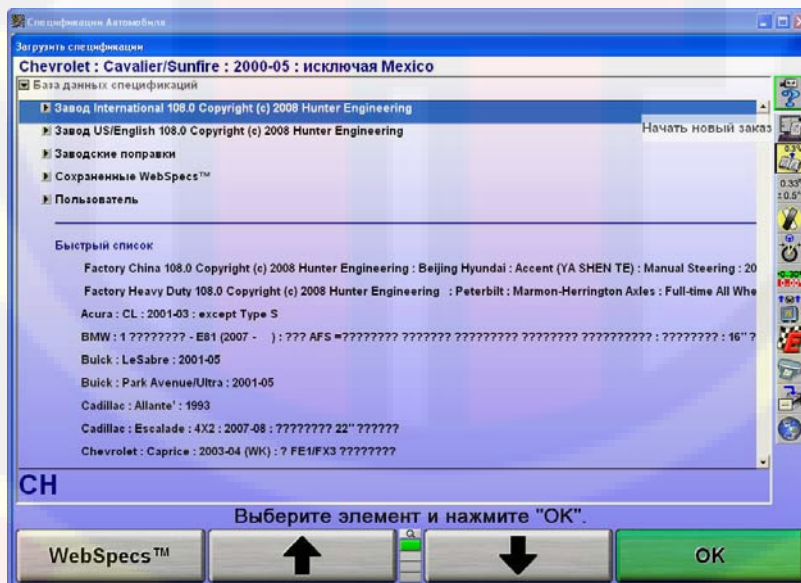 Спецификации Автомобиля
Загрузить спецификации
Chevrolet : Cavalier/Sunfire : 2000-05 : исключая Mexico
База данных спецификаций
Завод International 108.0 Copyright (c) 2008 Hunter Engineering
Завод US/English 108.0 Copyright (c) 2008 Hunter Engineering
Начать новый заказ
Заводские поправки
Сохраненные WebSpecs™
Пользователь
Быстрый список
Factory China 108.0 Copyright (c) 2008 Hunter Engineering : Beijing Hyundai : Accent (YA SHEN TE) : Manual Steering : 20
Factory Heavy Duty 108.0 Copyright (c) 2008 Hunter Engineering : Peterbilt : Marmon-Herrington Axles : Full-time All Whe
Acura : CL : 2001-03 : except Type S
BMW : 1 ???????? - E81 (2007 - ) : ??? AFS =???????? ??????? ????????? ???????? ?????????? : ???????? : 16" ?
Buick : LeSabre : 2001-05
Buick : Park Avenue/Ultra : 2001-05
Cadillac : Allante' : 1993
Cadillac : Escalade : 4X2 : 2007-08 : ???????? 22" ??????
Chevrolet : Caprice : 2003-04 (WK) : ? FE1/FX3 ????????
CH
Выберите элемент и нажмите "OK".
WebSpecs™
OK
0.33°
±0.5°